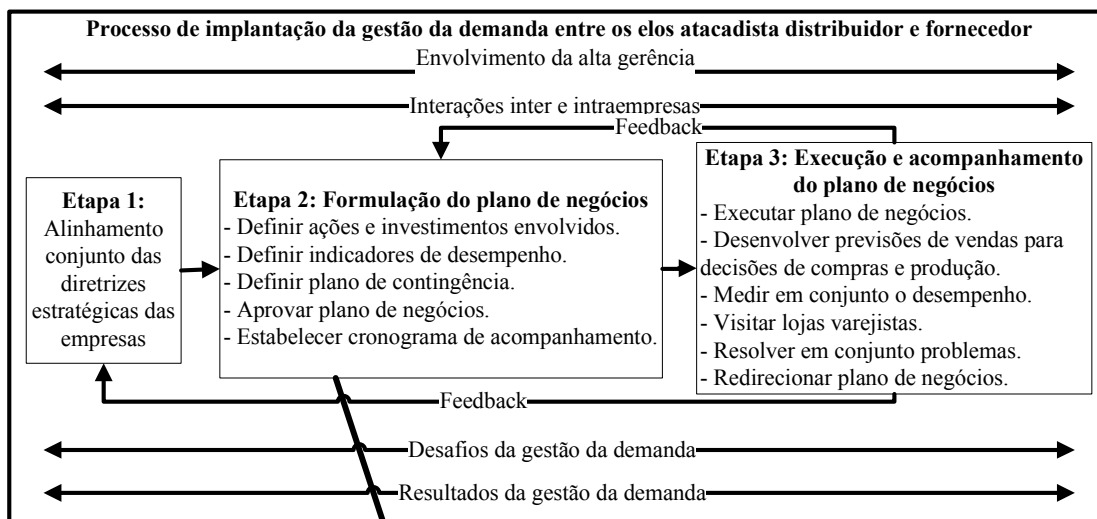 Processo de implantação da gestão da demanda entre os elos atacadista distribuidor e fornecedor
Envolvimento da alta gerência
Interações inter e intraempresas
Feedback
Etapa 1:
Alinhamento
conjunto das
diretrizes
estratégicas das
empresas
Etapa 2: Formulação do plano de negócios
- Definir ações e investimentos envolvidos.
- Definir indicadores de desempenho.
- Definir plano de contingência.
- Aprovar plano de negócios.
- Estabelecer cronograma de acompanhamento.
Etapa 3: Execução e acompanhamento
do plano de negócios
- Executar plano de negócios.
- Desenvolver previsões de vendas para
decisões de compras e produção.
- Medir em conjunto o desempenho.
- Visitar lojas varejistas.
- Resolver em conjunto problemas.
- Redirecionar plano de negócios.
Feedback
Desafios da gestão da demanda
Resultados da gestão da demanda